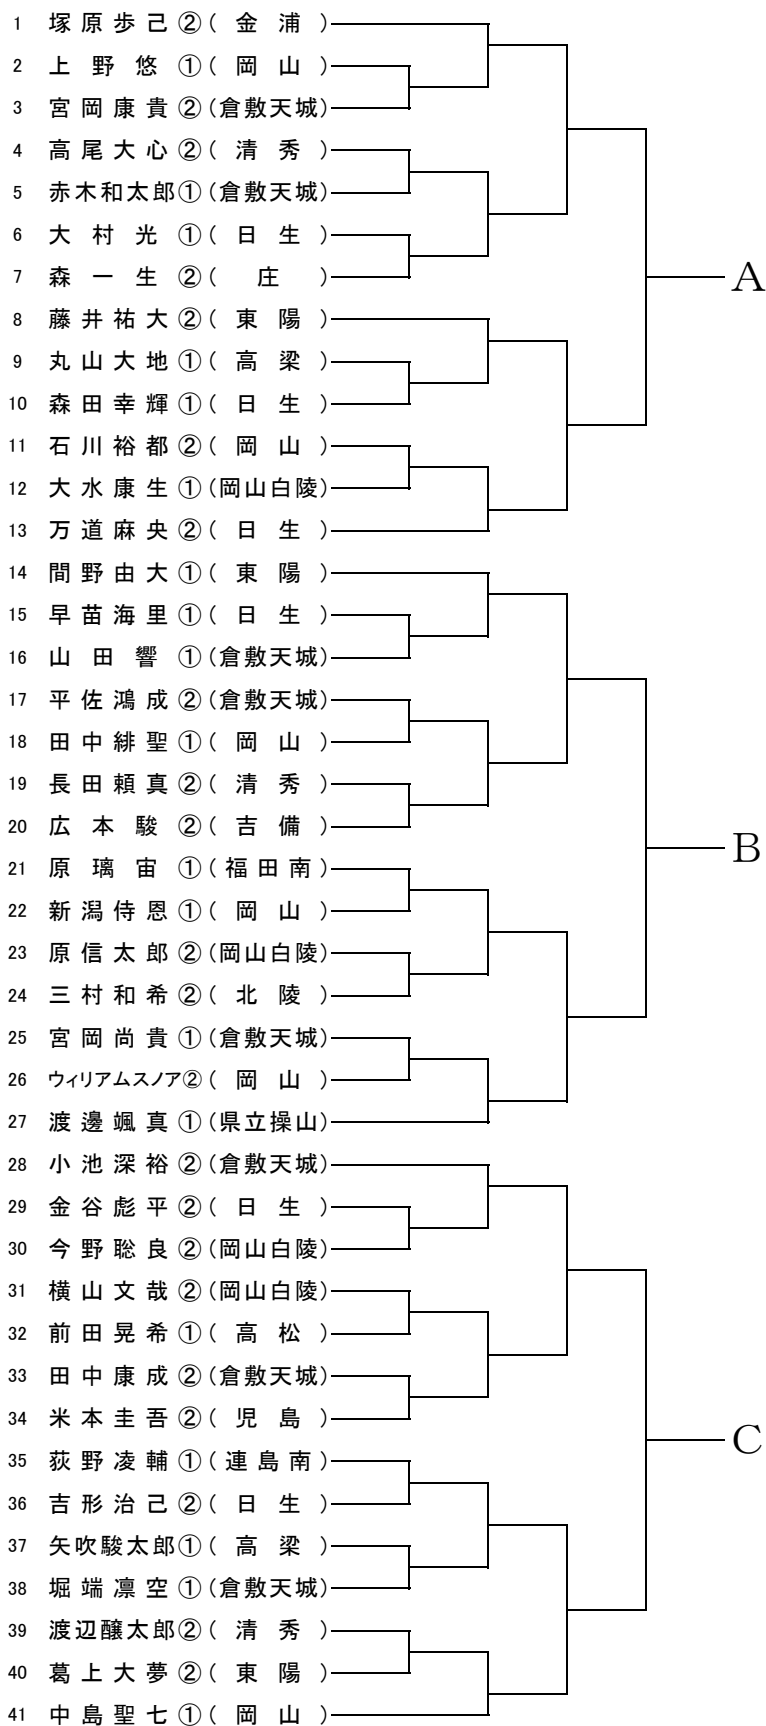 1 塚原歩己②(金浦)
2 上野悠①(岡山)
3 宮岡康貴②(倉敷天城)
4 高尾大心②(清秀)
5 赤木和太郎①(倉敷天城)
6 大村光①(日生)
7 森一生②(庄)
A
8 藤井祐大②(東陽)
9 丸山大地①(高梁)
10 森田幸輝①(日生)
11 石川裕都②(岡山)
12 大水康生①(岡山白陵)
13 万道麻央②(日生)
14 間野由大①(東陽)
15 早苗海里①(日生)
16 山田響①(倉敷天城)
17 平佐鴻成②(倉敷天城)
18 田中緋聖①(岡山)
19 長田頼真②(清秀)
20 広本駿②(吉備)
B
21 原璃宙①(福田南)
22 新潟侍恩①(岡山)
23 原信太郎②(岡山白陵)
24 三村和希②(北陵)
25 宮岡尚貴①(倉敷天城)
26 ウィリアムスノア②(岡山)
27 渡邊颯真①(県立操山)
28 小池深裕②(倉敷天城)
29 金谷彪平②(日生)
30 今野聡良②(岡山白陵)
31 横山文哉②(岡山白陵)
32 前田晃希①(高松)
33 田中康成②(倉敷天城)
34 米本圭吾②(児島)
C
35 荻野凌輔①(連島南)
36 吉形治己②(日生)
37 矢吹駿太郎①(高梁)
38 堀端凛空①(倉敷天城)
39 渡辺醸太郎②(清秀)
40 葛上大夢②(東陽)
41 中島聖七①(岡山)